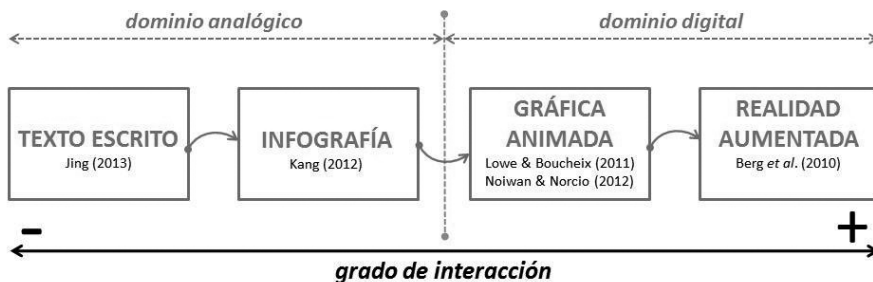 dominio analógico
dominio digital
TEXTO ESCRITO
Jing (2013)
INFOGRAFÍA
Kang (2012)
GRÁFICA
ANIMADA
Lowe & Boucheix (2011)
Noiwan & Norcio (2012)
REALIDAD
AUMENTADA
Berg et al. (2010)
- +
grado de interacción